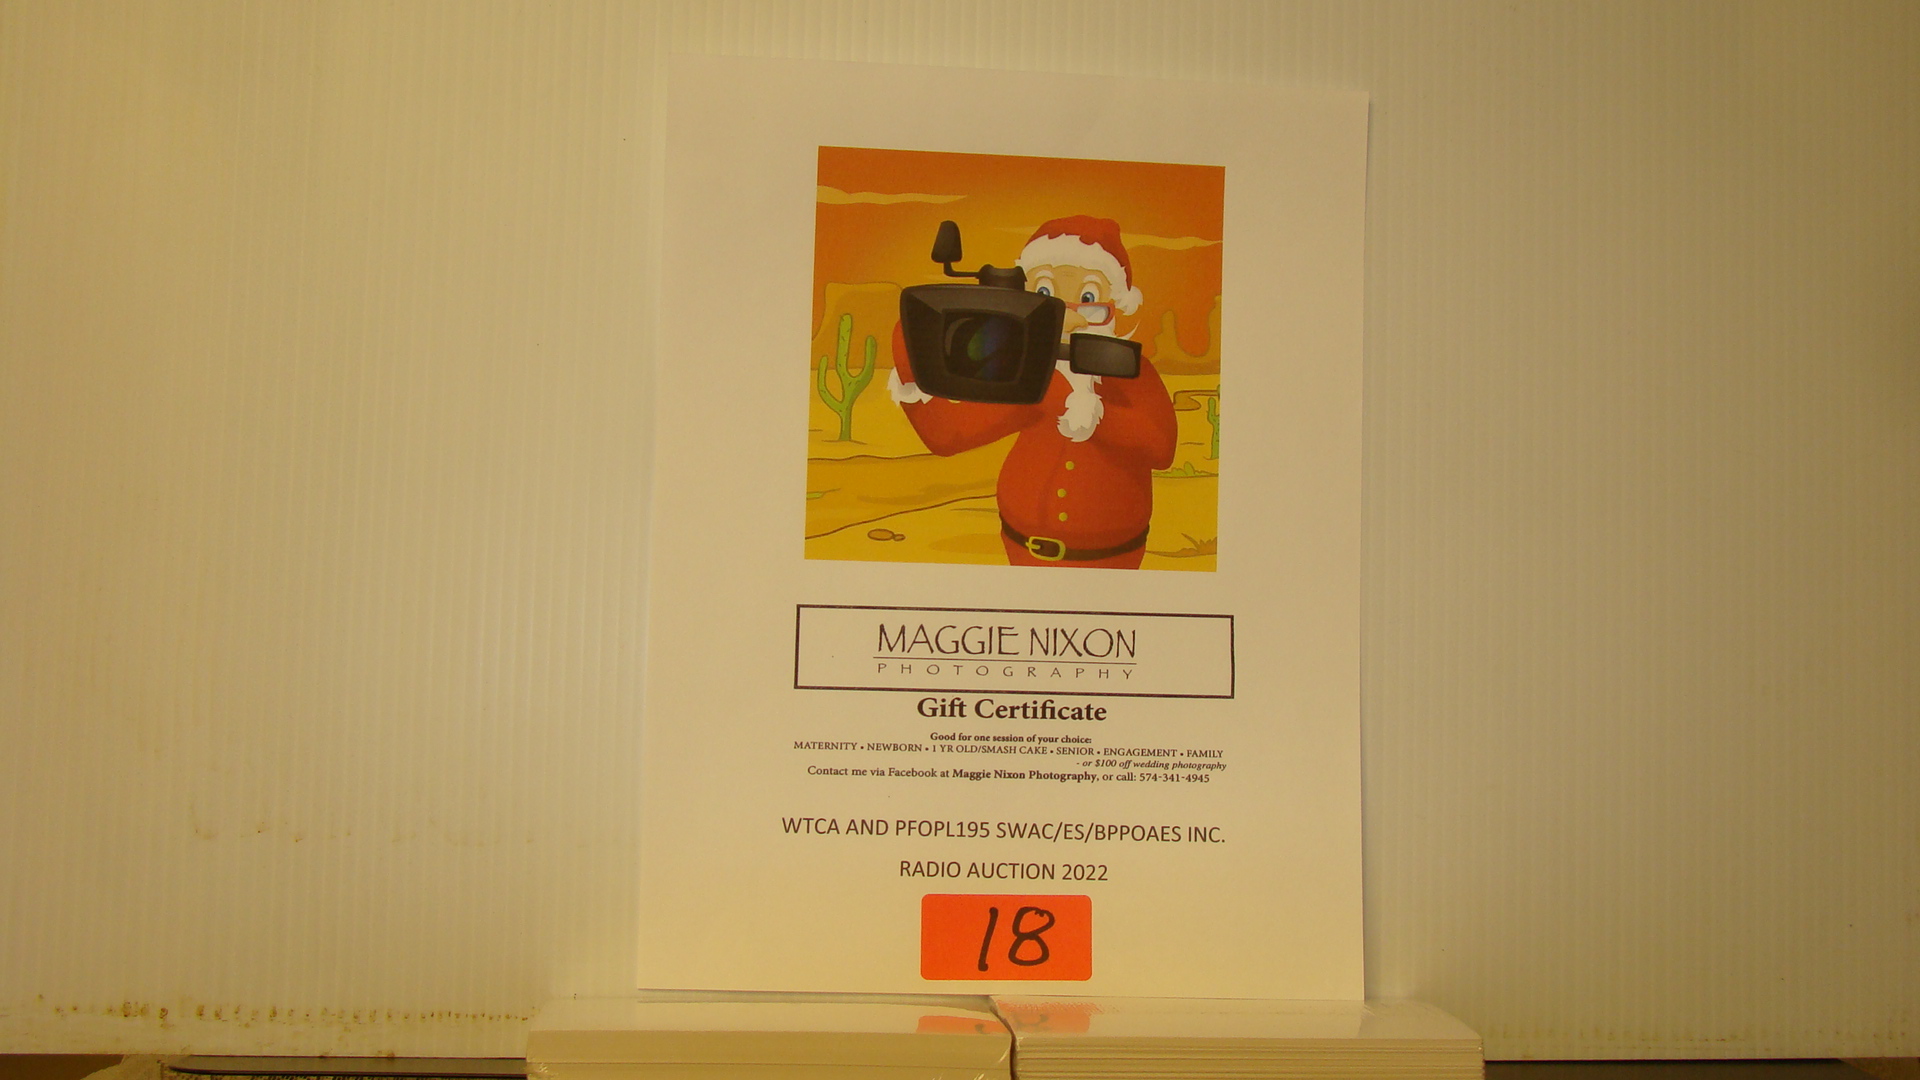 MAGGIE NIXON
PHOTOGRAPHY
Gift Certificate
Good for one session of your choice:
MATERNITY • NEWBORN • 1 YR OLD/SMASH CAKE • SENIOR • ENGAGEMENT • FAMILY
- or $100 off wedding photography
Contact me via Facebook at Maggie Nixon Photography, or call: 574-341-4945
WTCA AND PFOPL195 SWAC/ES/BPPOAES INC.
RADIO AUCTION 2022
18